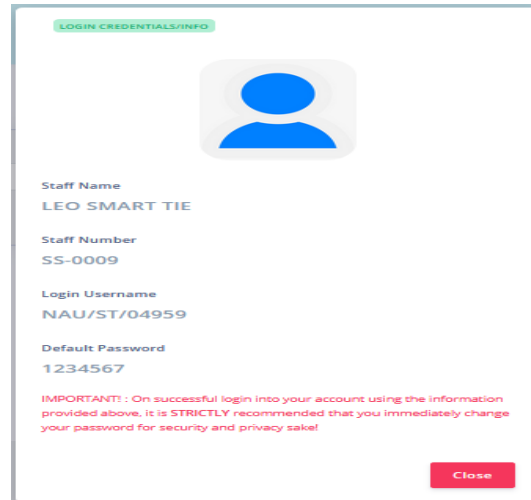 LOGIN CREDENTIALS/INFO
Staff Name
LEO SMART TIE
Staff Number
SS-0009
Login Username
NAU/ST/04959
Default Password
1234567
IMPORTANT! : On successful login into your account using the information
provided above, it is STRICTLY recommended that you immediately change
your password for security and privacy sake!
Close